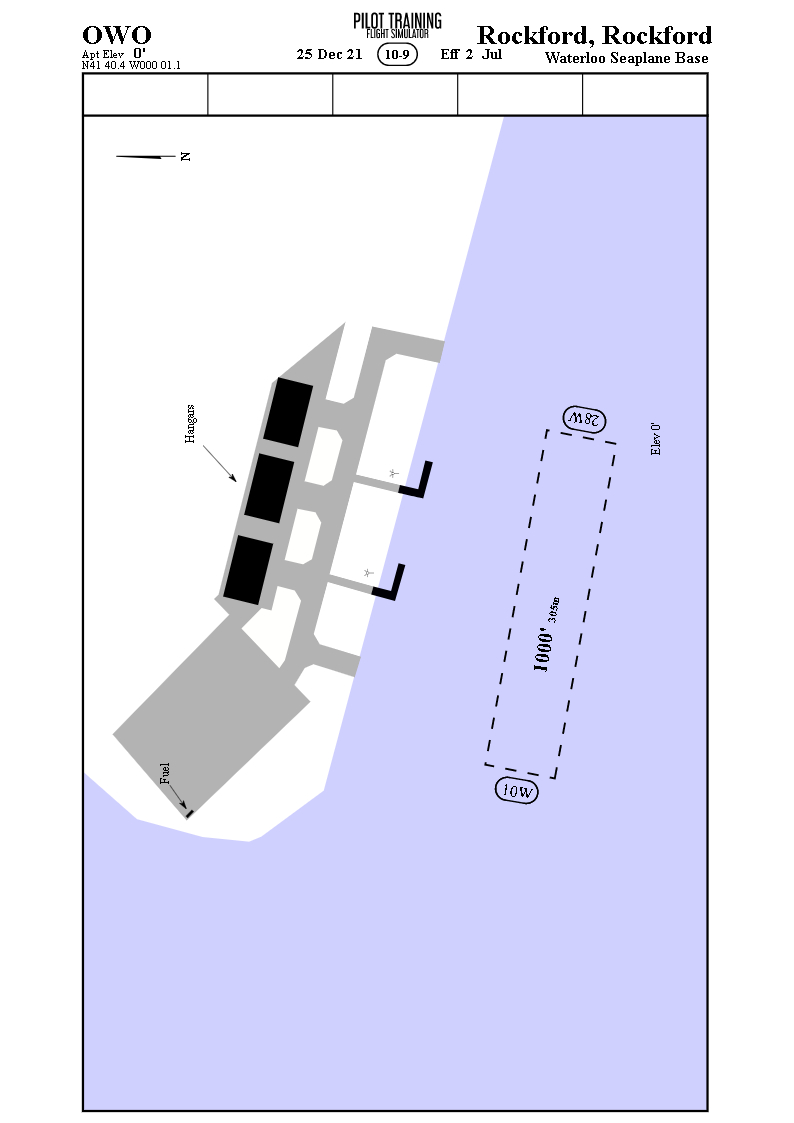 OWO
Apt Elev 0'
N41 40.4 W000 01.1
PILOT TRAINING
FLIGHT SIMULATOR
25 Dec 21 10-9 Eff 2 Jul
Rockford, Rockford
Waterloo Seaplane Base
N
Hangars
28W
Elev 0'
1000' 305m
Fuel
10W